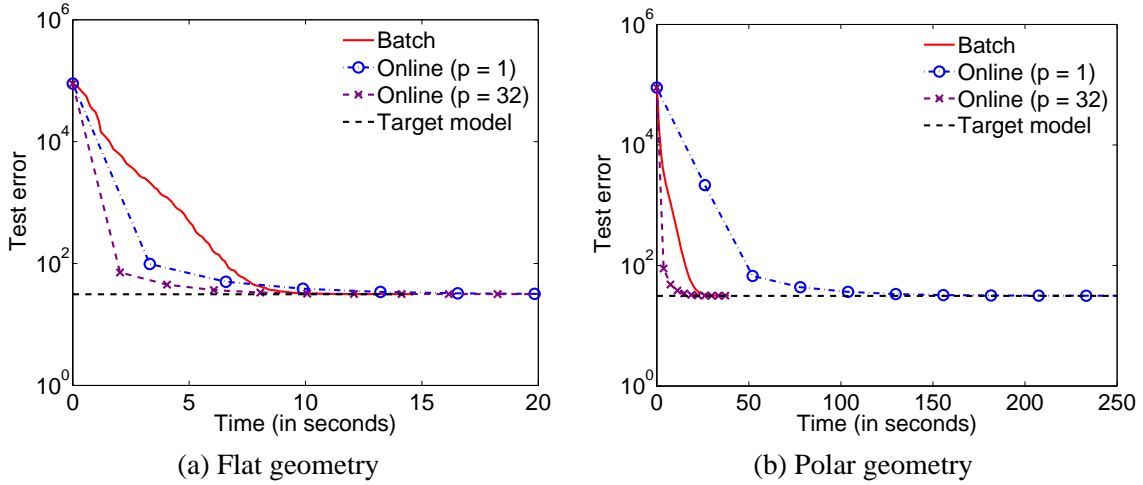 10^6
10^4
10^2
10^0
Test error
0 5 10 15 20
Time (in seconds)
Batch
Online (p = 1)
Online (p = 32)
Target model
(a) Flat geometry
10^6
10^4
10^2
10^0
Test error
0 50 100 150 200 250
Time (in seconds)
Batch
Online (p = 1)
Online (p = 32)
Target model
(b) Polar geometry